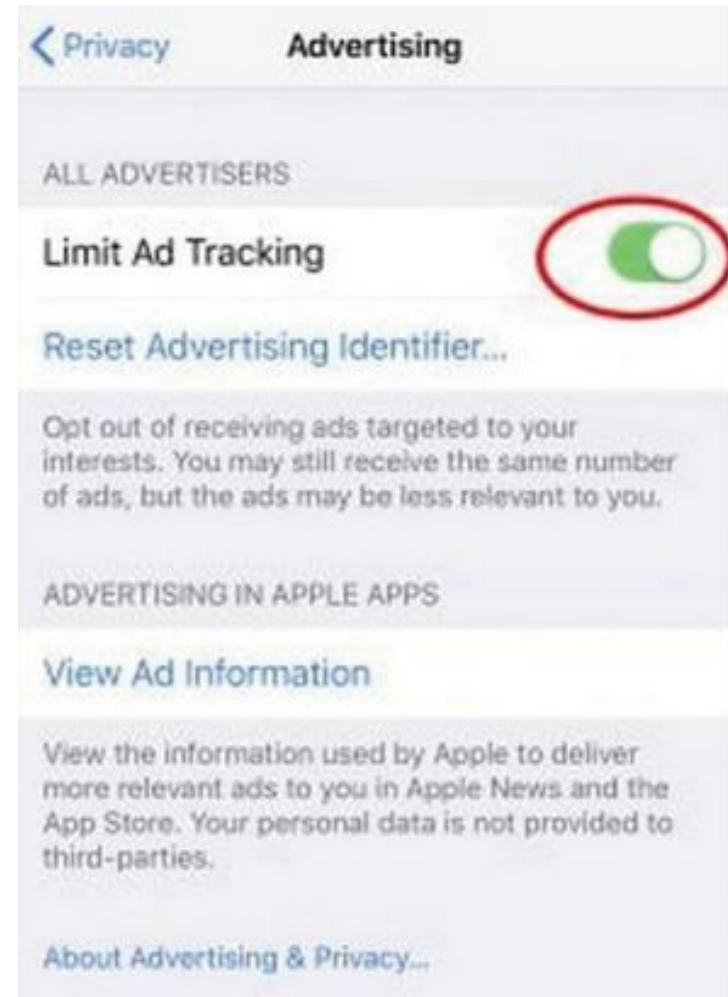 Privacy Advertising
ALL ADVERTISERS
Limit Ad Tracking
Reset Advertising Identifier...
Opt out of receiving ads targeted to your
interests. You may still receive the same number
of ads, but the ads may be less relevant to you.
ADVERTISING IN APPLE APPS
View Ad Information
View the information used by Apple to deliver
more relevant ads to you in Apple News and the
App Store. Your personal data is not provided to
third-parties.
About Advertising & Privacy...